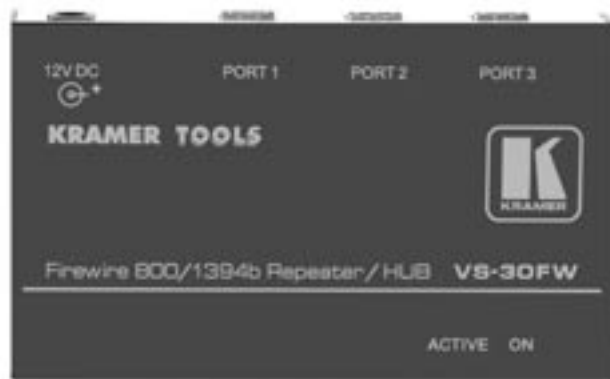 12V DC PORT 1 PORT 2 PORT 3
+
KRAMER TOOLS
KRAMER
Firewire 800/1394b Repeater/HUB VS-30FW
ACTIVE ON